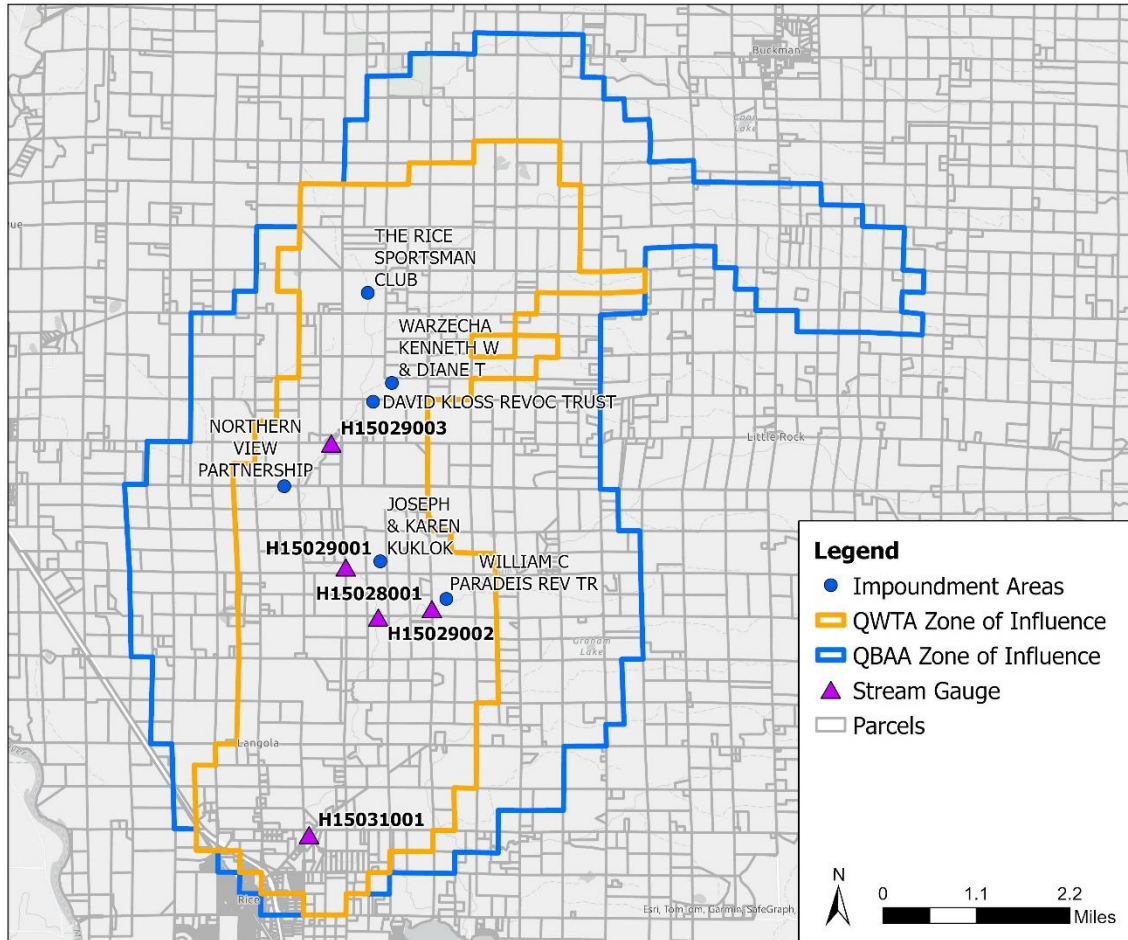 Buckman
Coon
Lake
THE RICE
SPORTSMAN
CLUB
WARZECHA
KENNETH W
& DIANE T
DAVID KLOSS REVOC TRUST
H15029003
NORTHERN
VIEW
PARTNERSHIP
Little Rock
JOSEPH
& KAREN
KUKLOK
H15029001
WILLIAM C
PARADEIS REV TR
H15028001
H15029002
Graham
Lake
Langola
H15031001
Rice
Esri, TomTom, Garmin, SafeGraph,
Legend
Impoundment Areas
QWTA Zone of Influence
QBAA Zone of Influence
Stream Gauge
Parcels
N
0 1.1 2.2
Miles